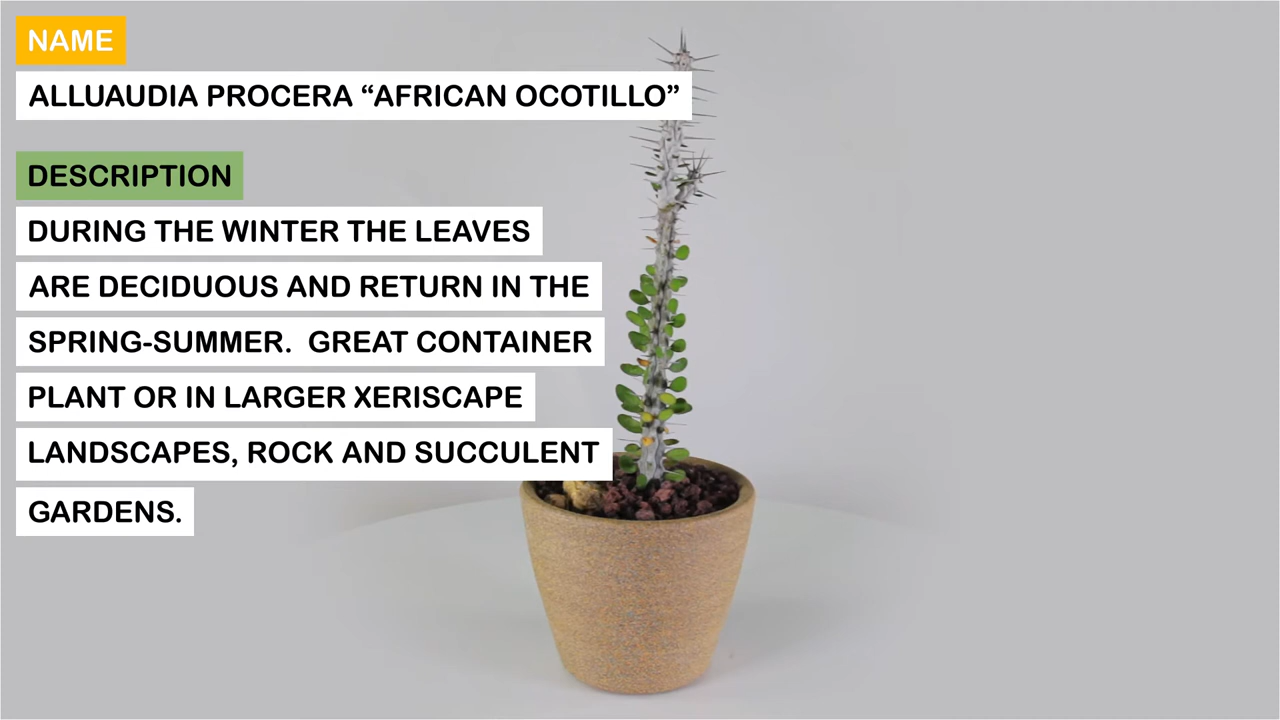 NAME
ALLUAUDIA PROCERA “AFRICAN OCOTILLO”
DESCRIPTION
DURING THE WINTER THE LEAVES
ARE DECIDUOUS AND RETURN IN THE
SPRING-SUMMER.  GREAT CONTAINER
PLANT OR IN LARGER XERISCAPE
LANDSCAPES, ROCK AND SUCCULENT
GARDENS.